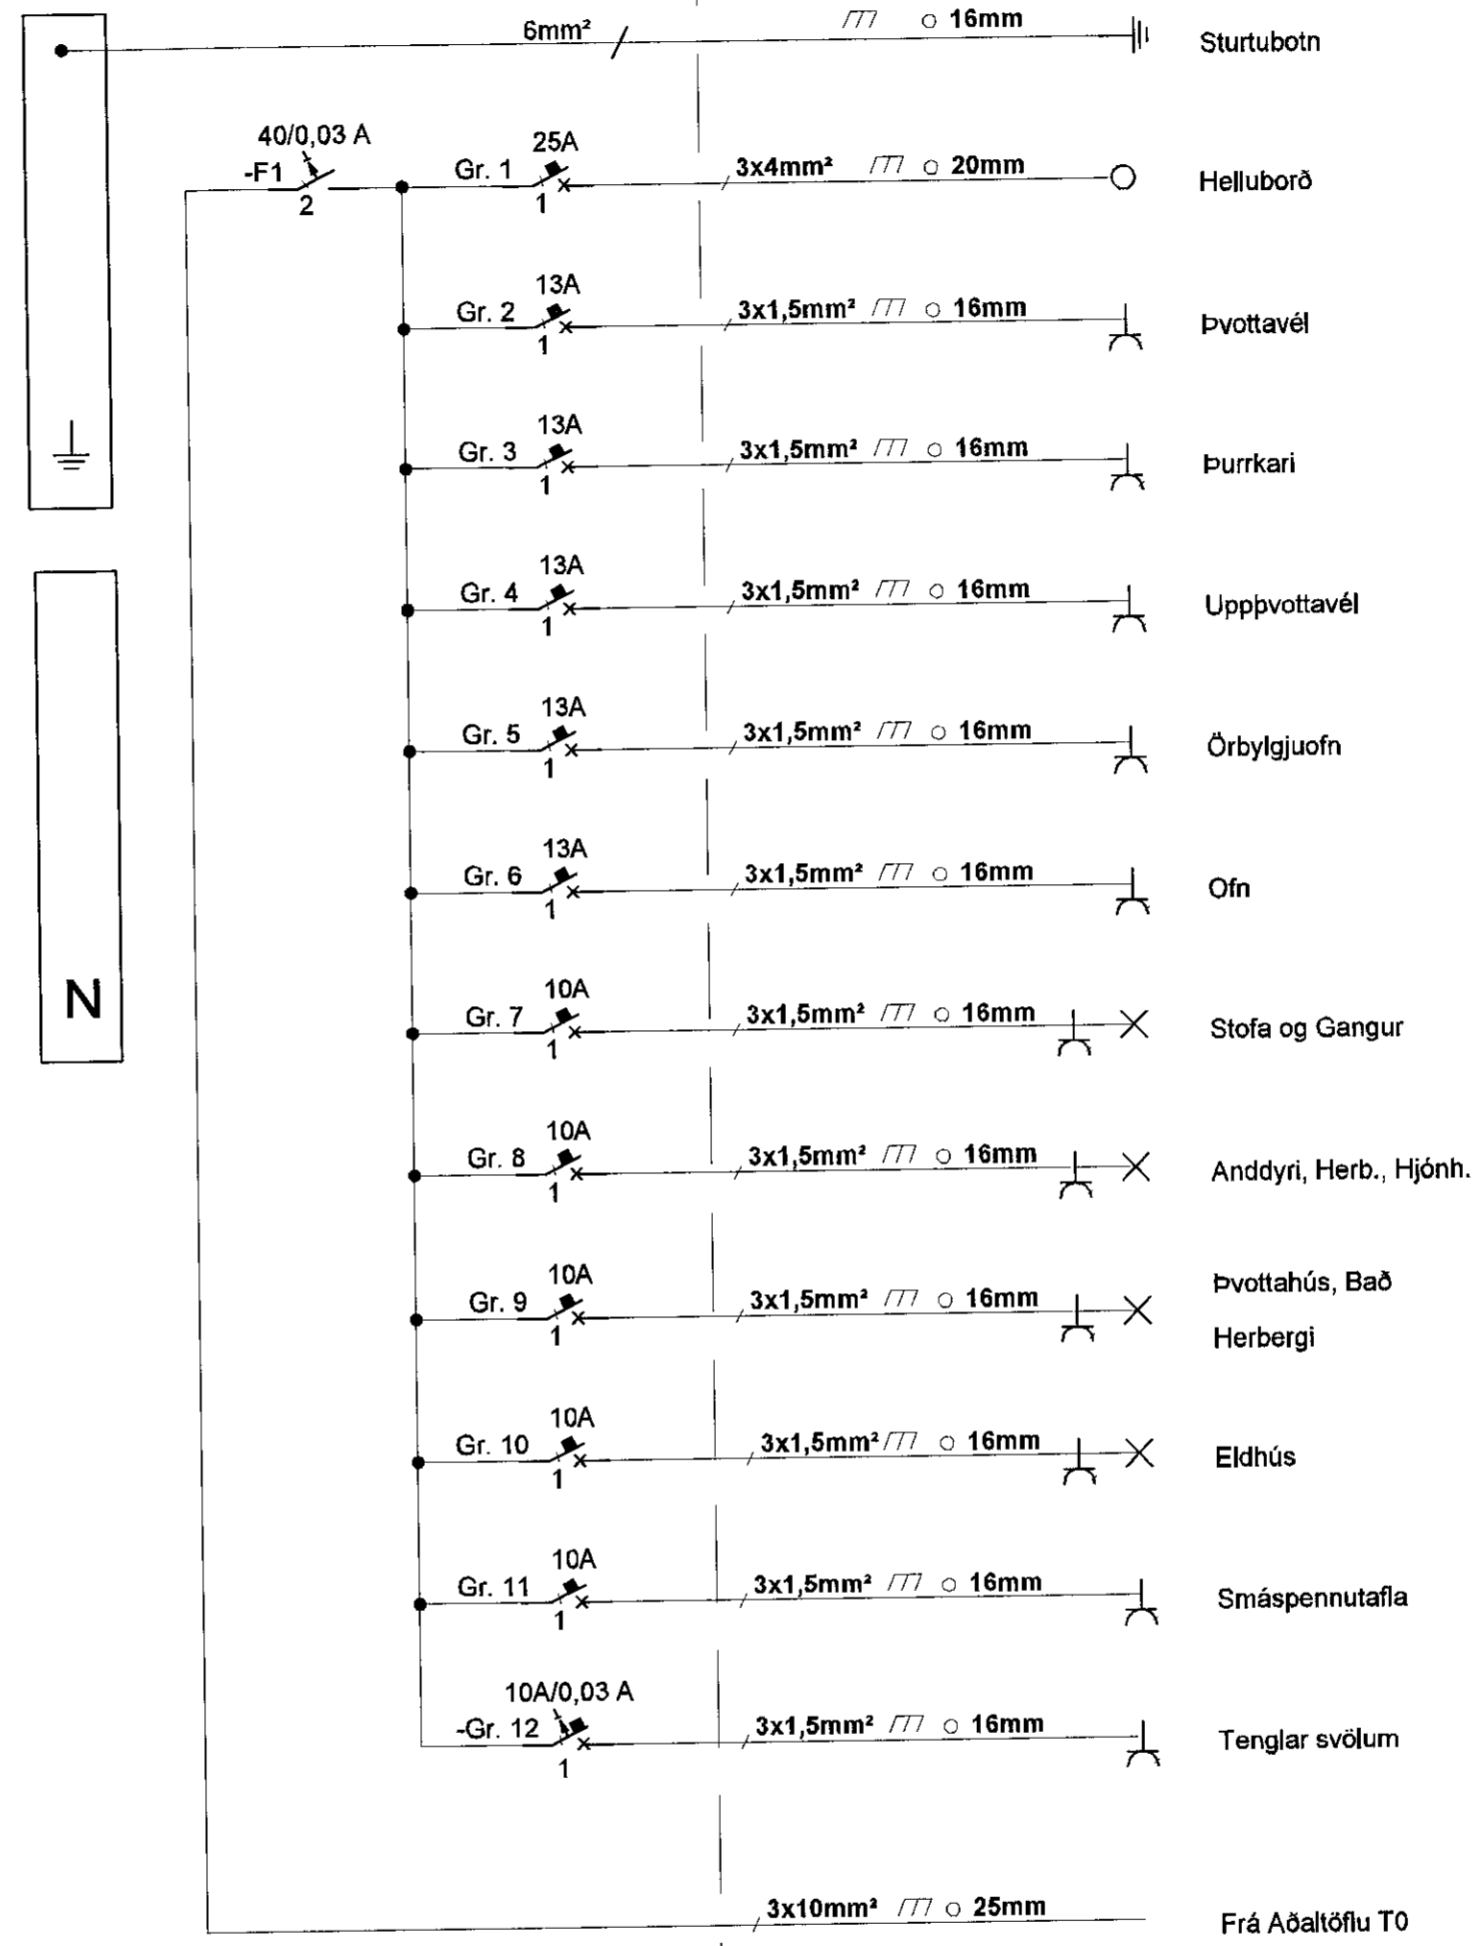 6mm² 16mm Sturtubotn
40/0,03 A
-F1
2
25A
Gr. 1 3x4mm² 20mm Helluborð
1
13A
Gr. 2 3x1,5mm² 16mm Þvottavél
1
13A
Gr. 3 3x1,5mm² 16mm Þurrkari
1
13A
Gr. 4 3x1,5mm² 16mm Uppþvottavél
1
13A
Gr. 5 3x1,5mm² 16mm Örbylgjuofn
1
13A
Gr. 6 3x1,5mm² 16mm Ofn
1
N
10A
Gr. 7 3x1,5mm² 16mm Stofa og Gangur
1
10A
Gr. 8 3x1,5mm² 16mm Anddyri, Herb., Hjónh.
1
10A
Gr. 9 3x1,5mm² 16mm Þvottahús, Bað
1 Herbergi
10A
Gr. 10 3x1,5mm² 16mm Eldhús
1
10A
Gr. 11 3x1,5mm² 16mm Smáspennutafla
1
10A/0,03 A
-Gr. 12 3x1,5mm² 16mm Tenglar svölum
1
3x10mm² 25mm Frá Aðaltöflu T0